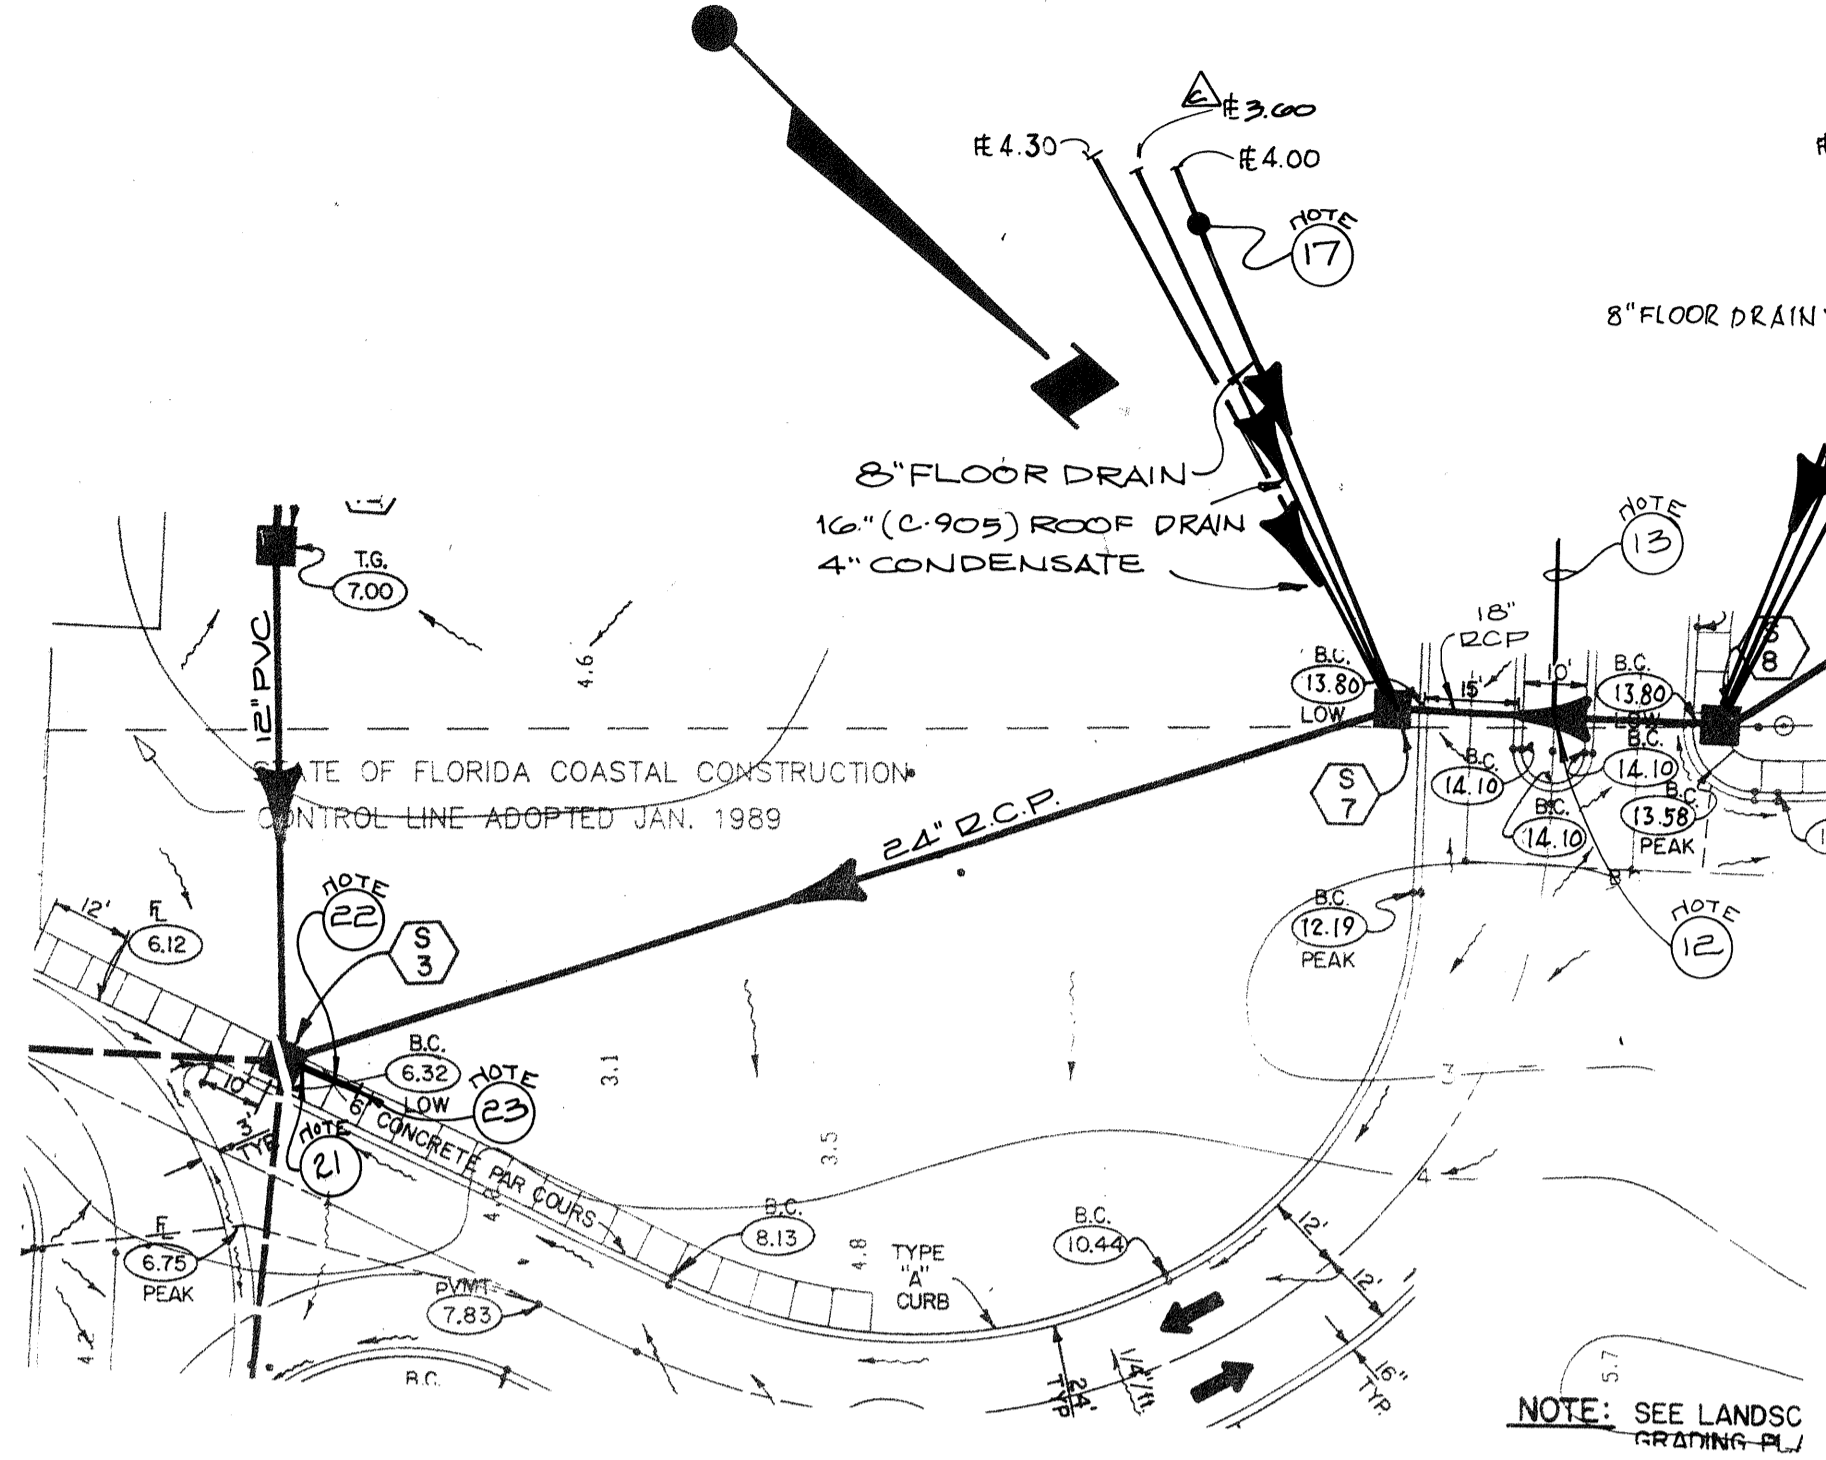 3.60
4.30
4.00
NOTE
17
8" FLOOR DRAIN
8" FLOOR DRAIN
16" (C-905) ROOF DRAIN
4" CONDENSATE
NOTE
13
T.G.
7.00
12" PVC
4.6
18"
RCP
B.C.
13.80
LOW
15'
10'
B.C.
13.80
LOW
S
8
STATE OF FLORIDA COASTAL CONSTRUCTION
CONTROL LINE ADOPTED JAN. 1989
S
7
B.C.
14.10
B.C.
14.10
B.C.
14.10
B.C.
13.58
PEAK
24" R.C.P.
NOTE
22
S
3
12'
6.12
B.C.
12.19
PEAK
NOTE
12
B.C.
6.32
LOW
NOTE
23
10'
6'
3'
TYP.
NOTE
21
CONCRETE PAR COURS
3.1
3.5
3
4
4.8
B.C.
8.13
B.C.
10.44
TYPE
"A"
CURB
12'
12'
6.75
PEAK
PVMT.
7.83
4.2
B.C.
24'
TYP
1/4"/ft.
16"
TYP.
5.7
NOTE: SEE LANDSC
GRADING PL